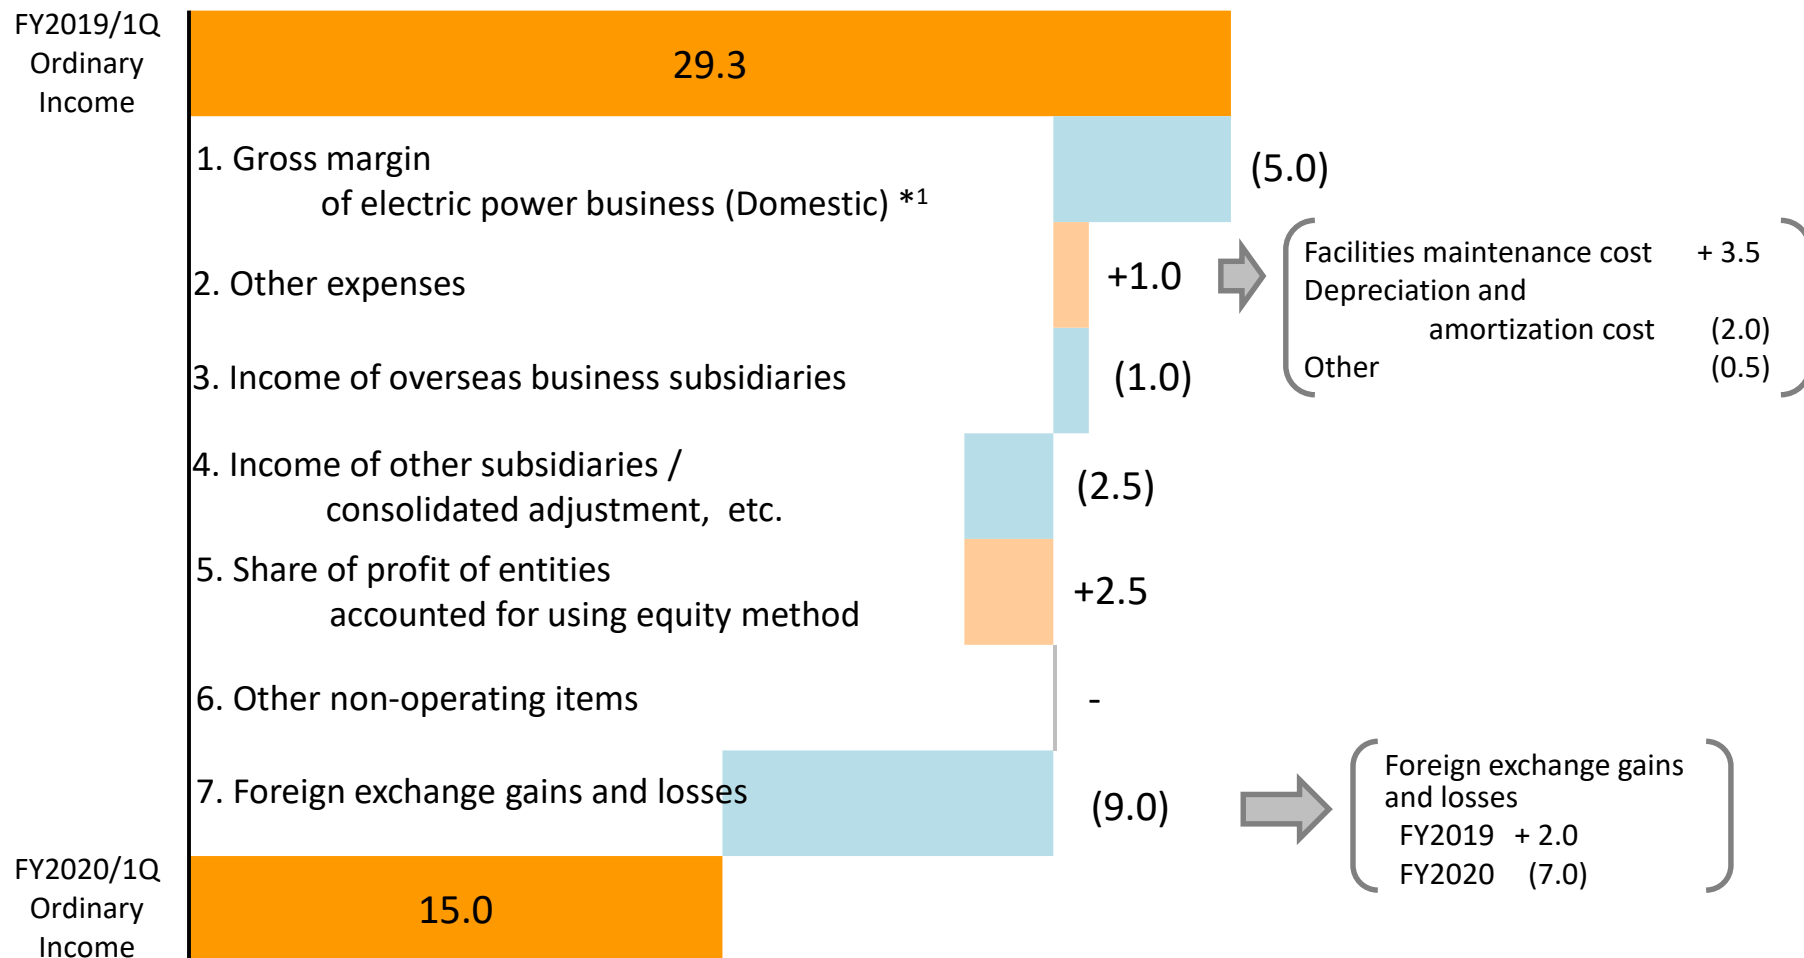 FY2019/1Q
Ordinary
Income
29.3
1. Gross margin
of electric power business (Domestic) *1
(5.0)
2. Other expenses
+1.0
Facilities maintenance cost + 3.5
Depreciation and
amortization cost (2.0)
Other (0.5)
3. Income of overseas business subsidiaries
(1.0)
4. Income of other subsidiaries /
consolidated adjustment, etc.
(2.5)
5. Share of profit of entities
accounted for using equity method
+2.5
6. Other non-operating items
-
7. Foreign exchange gains and losses
(9.0)
Foreign exchange gains
and losses
FY2019 + 2.0
FY2020 (7.0)
FY2020/1Q
Ordinary
Income
15.0